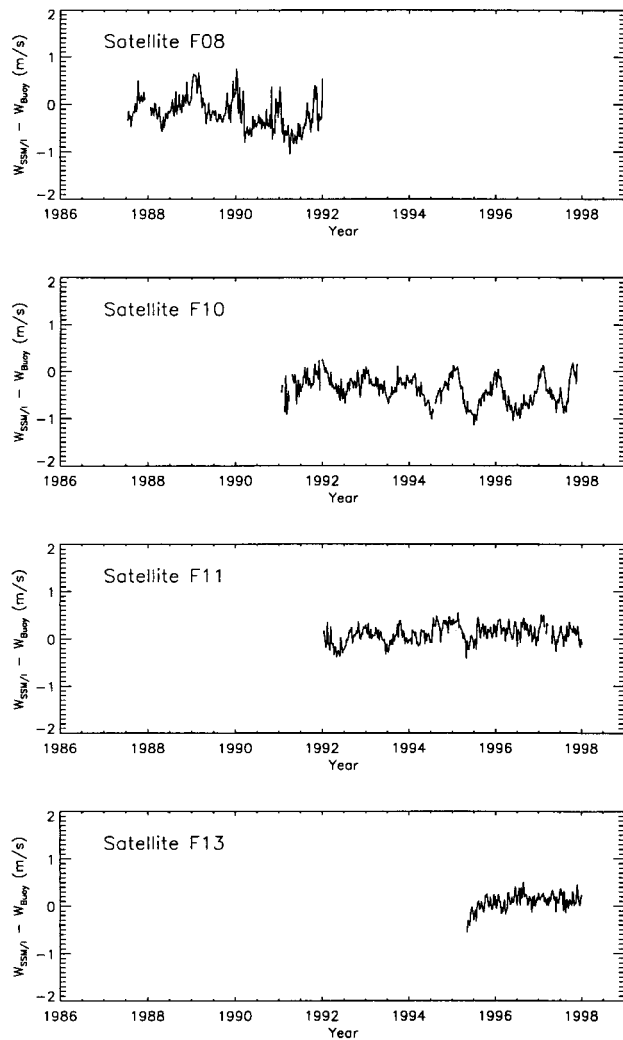 Satellite F08
W_SSM/I − W_Buoy (m/s)
2
1
0
−1
−2
1986 1988 1990 1992 1994 1996 1998
Year
Satellite F10
W_SSM/I − W_Buoy (m/s)
2
1
0
−1
−2
1986 1988 1990 1992 1994 1996 1998
Year
Satellite F11
W_SSM/I − W_Buoy (m/s)
2
1
0
−1
−2
1986 1988 1990 1992 1994 1996 1998
Year
Satellite F13
W_SSM/I − W_Buoy (m/s)
2
1
0
−1
−2
1986 1988 1990 1992 1994 1996 1998
Year